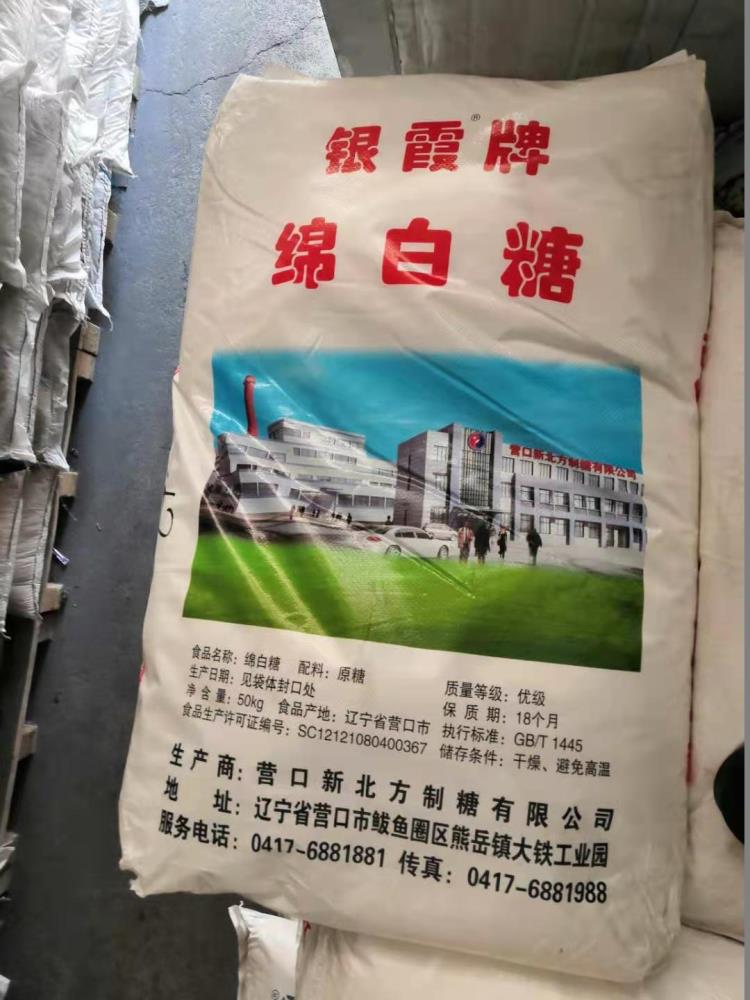 银霞®牌
绵白糖
营口新北方制糖有限公司
食品名称：绵白糖 配料：原糖
生产日期：见袋体封口处
净含量：50kg 食品产地：辽宁省营口市
食品生产许可证编号：SC12121080400367
质量等级：优级
保质期：18个月
执行标准：GB/T 1445
储存条件：干燥、避免高温
生产商：营口新北方制糖有限公司
地址：辽宁省营口市鲅鱼圈区熊岳镇大铁工业园
服务电话：0417-6881881 传真：0417-6881988